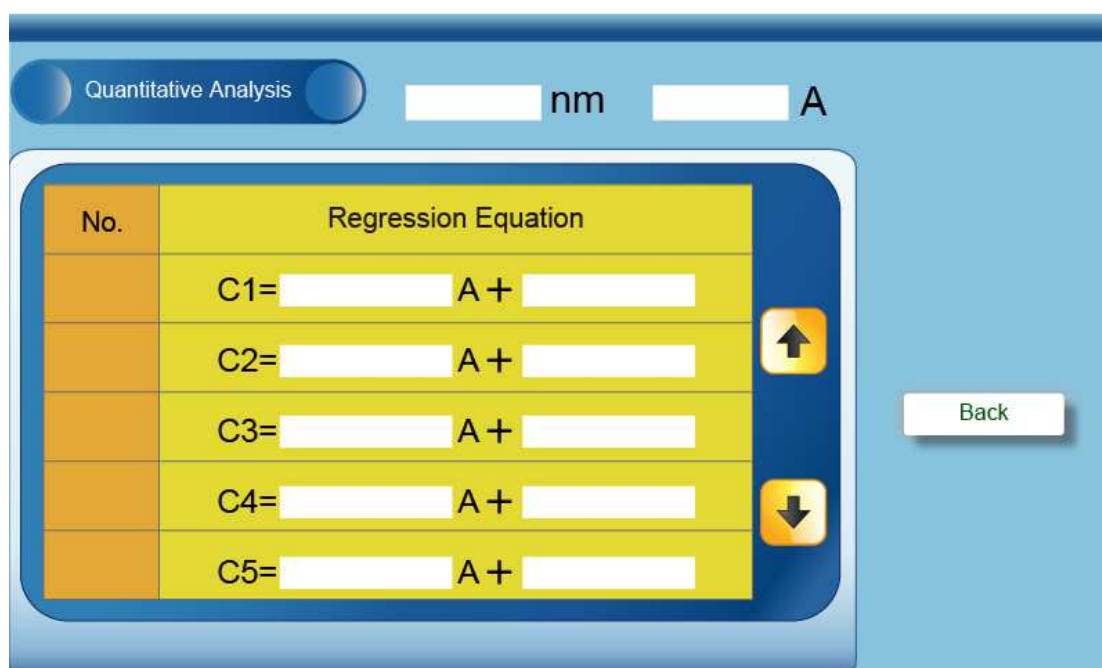 Quantitative Analysis nm A
No. Regression Equation
C1= A+
C2= A+
C3= A+
C4= A+
C5= A+
Back